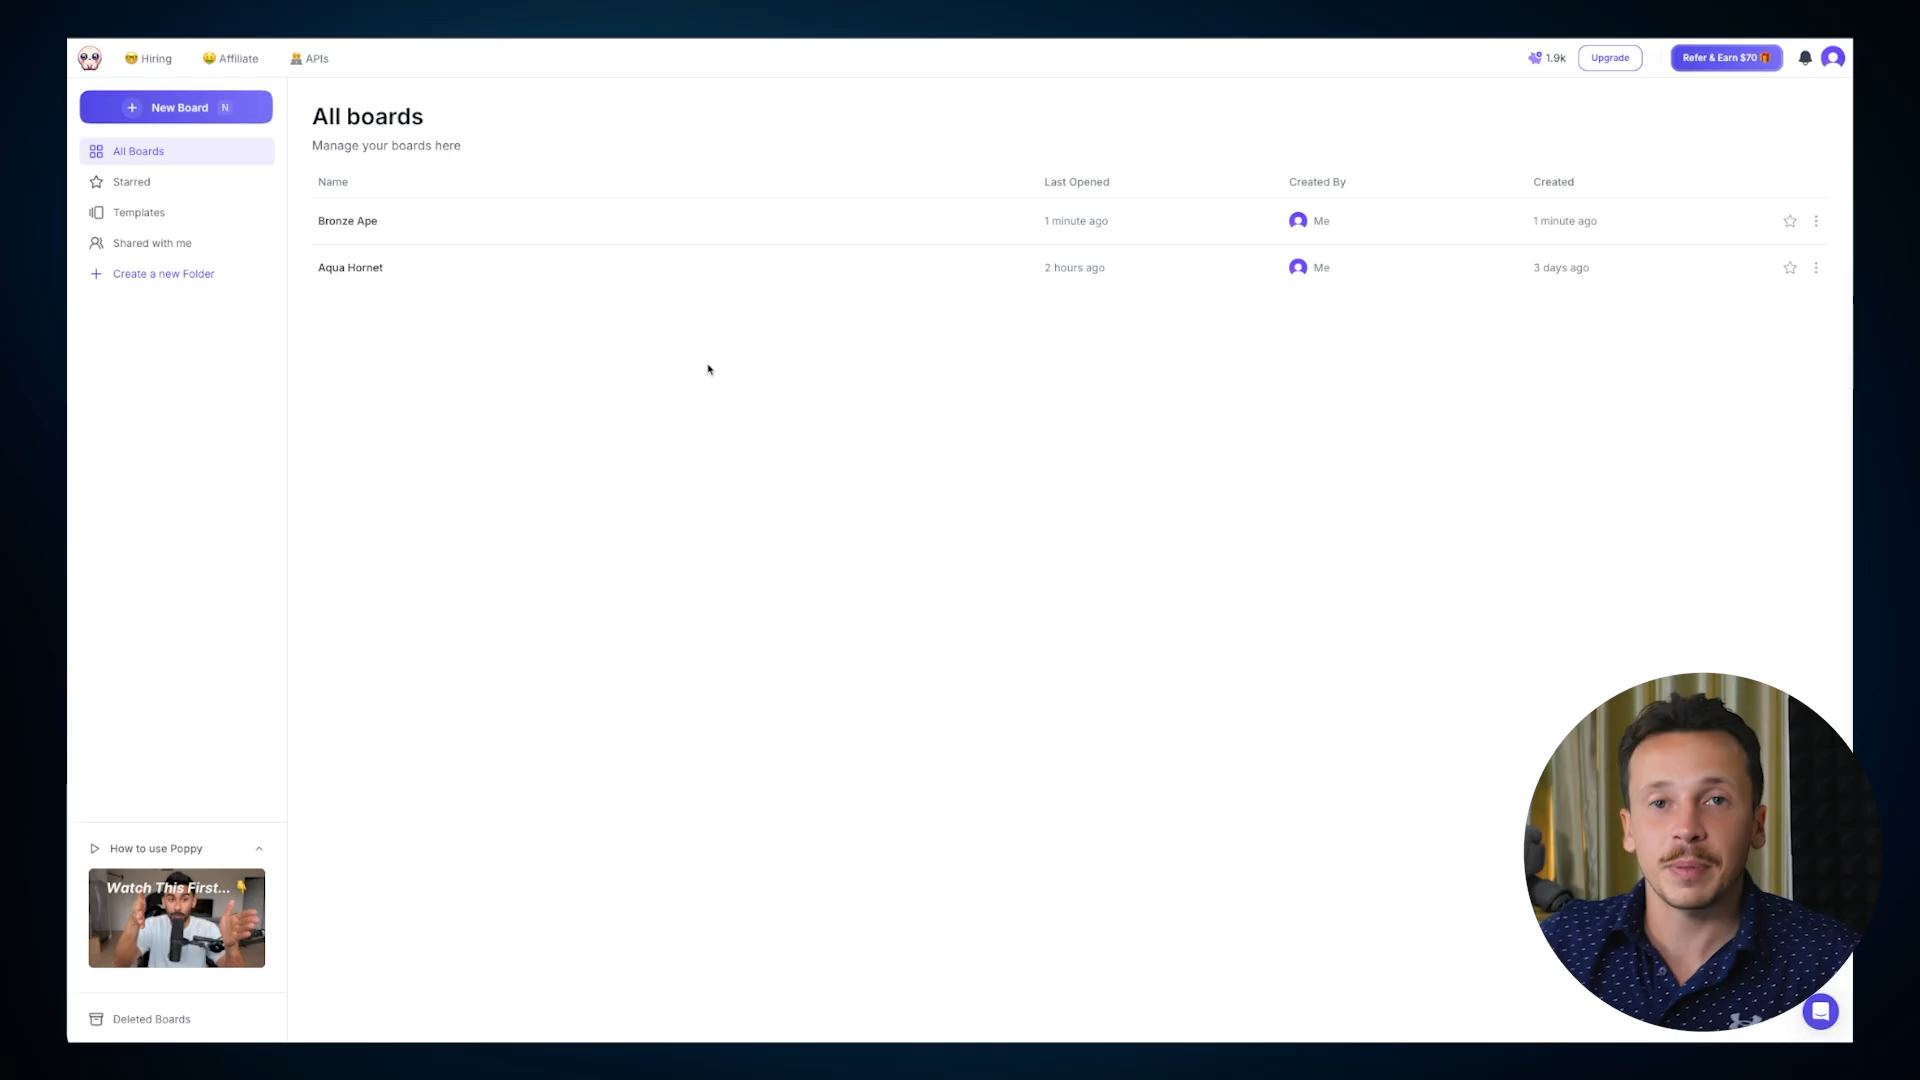 🤓 Hiring
🤑 Affiliate
APIs
1.9k
Upgrade
Refer & Earn $70 🎁
+ New Board N
All Boards
Starred
Templates
Shared with me
+ Create a new Folder
All boards
Manage your boards here
Name Last Opened Created By Created
Bronze Ape 1 minute ago Me 1 minute ago
Aqua Hornet 2 hours ago Me 3 days ago
How to use Poppy
Watch This First... 👇
Deleted Boards